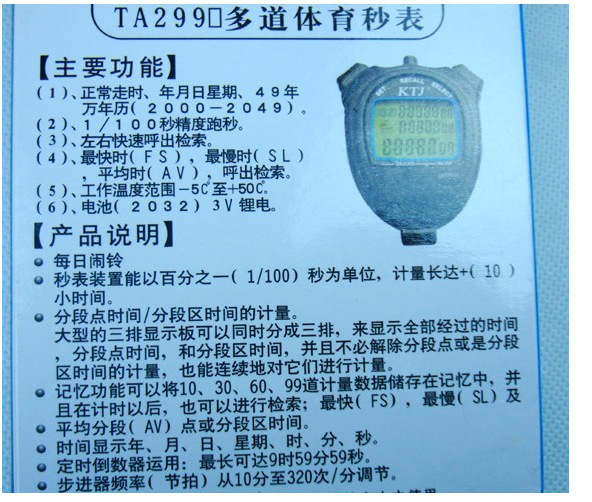 TA299□多道体育秒表
【主要功能】
(1)、正常走时、年月日星期、49年
万年历(2000-2049)。
(2)、1/100秒精度跑秒。
(3)、左右快速呼出检索。
(4)、最快时(FS),最慢时(SL)
,平均时(AV),呼出检索。
(5)、工作温度范围-5℃至+50℃。
(6)、电池(2032)3V锂电。
SET RECALL SELECT
KTJ
【产品说明】
● 每日闹铃
● 秒表装置能以百分之一(1/100)秒为单位,计量长达+(10)
小时间。
● 分段点时间/分段区时间的计量。
大型的三排显示板可以同时分成三排,来显示全部经过的时间
,分段点时间,和分段区时间,并且不必解除分段点或是分段
区时间的计量,也能连续地对它们进行计量。
● 记忆功能可以将10、30、60、99道计量数据储存在记忆中,并
且在计时以后,也可以进行检索;最快(FS),最慢(SL)及
● 平均分段(AV)点或分段区时间。
● 时间显示年、月、日、星期、时、分、秒。
● 定时倒数器运用:最长可达9时59分59秒。
● 步进器频率(节拍)从10分至320次/分调节。